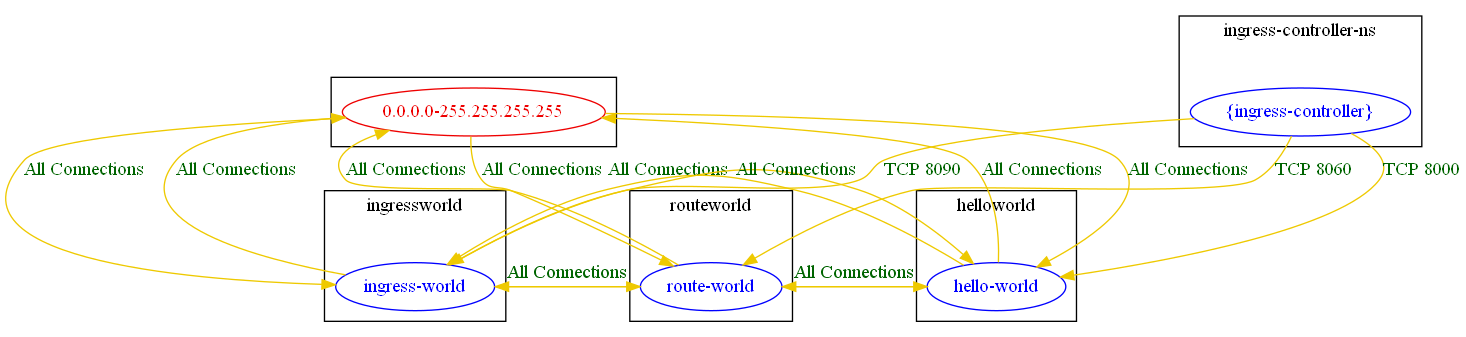 ingress-controller-ns
0.0.0.0-255.255.255.255
{ingress-controller}
All Connections
All Connections
All Connections
All Connections
All Connections
All Connections
TCP 8090
All Connections
All Connections
TCP 8060
TCP 8000
ingressworld
routeworld
helloworld
All Connections
All Connections
ingress-world
route-world
hello-world